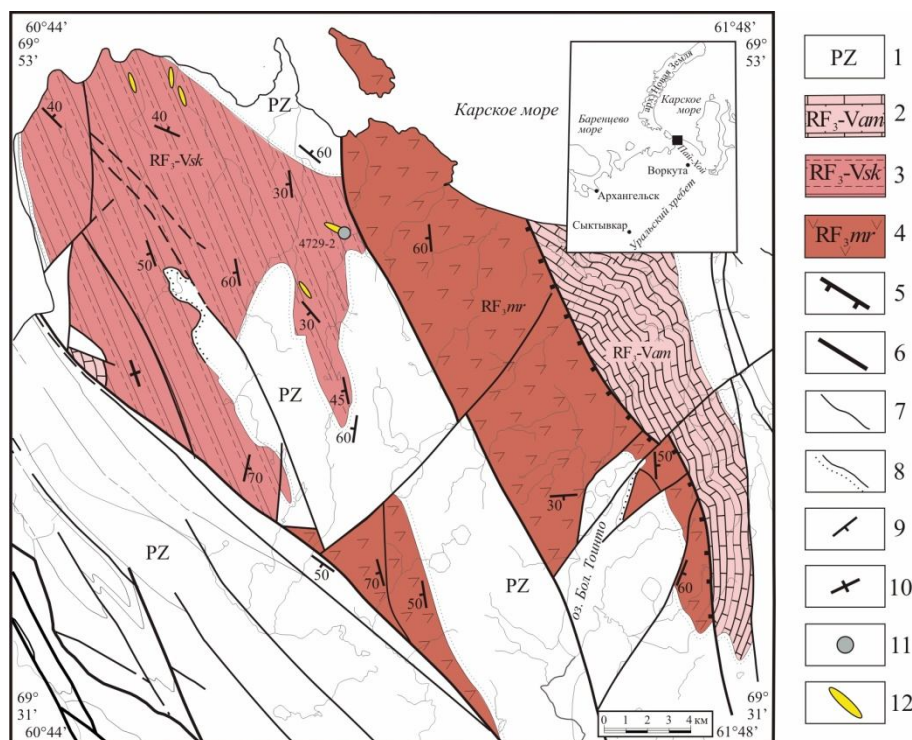 60°44’
69°
53’
61°48’
69°
53’
PZ
Карское море
арх. Новая Земля
Карское море
Баренцево
море
Пай-Хой
Воркута
Архангельск
Сыктывкар
Уральский хребет
40
40
60
RF₃-Vsk
30
4729-2
60
50
60
30
RF₃mr
RF₃-Vam
PZ
45
60
70
50
30
PZ
50
70
50
PZ
оз. Бол. Тоинто
60
69°
31’
60°44’
69°
31’
61°48’
0 1 2 3 4 км
PZ 1
RF₃-Vam 2
RF₃-Vsk 3
RF₃mr 4
5
6
7
8
9
10
11
12